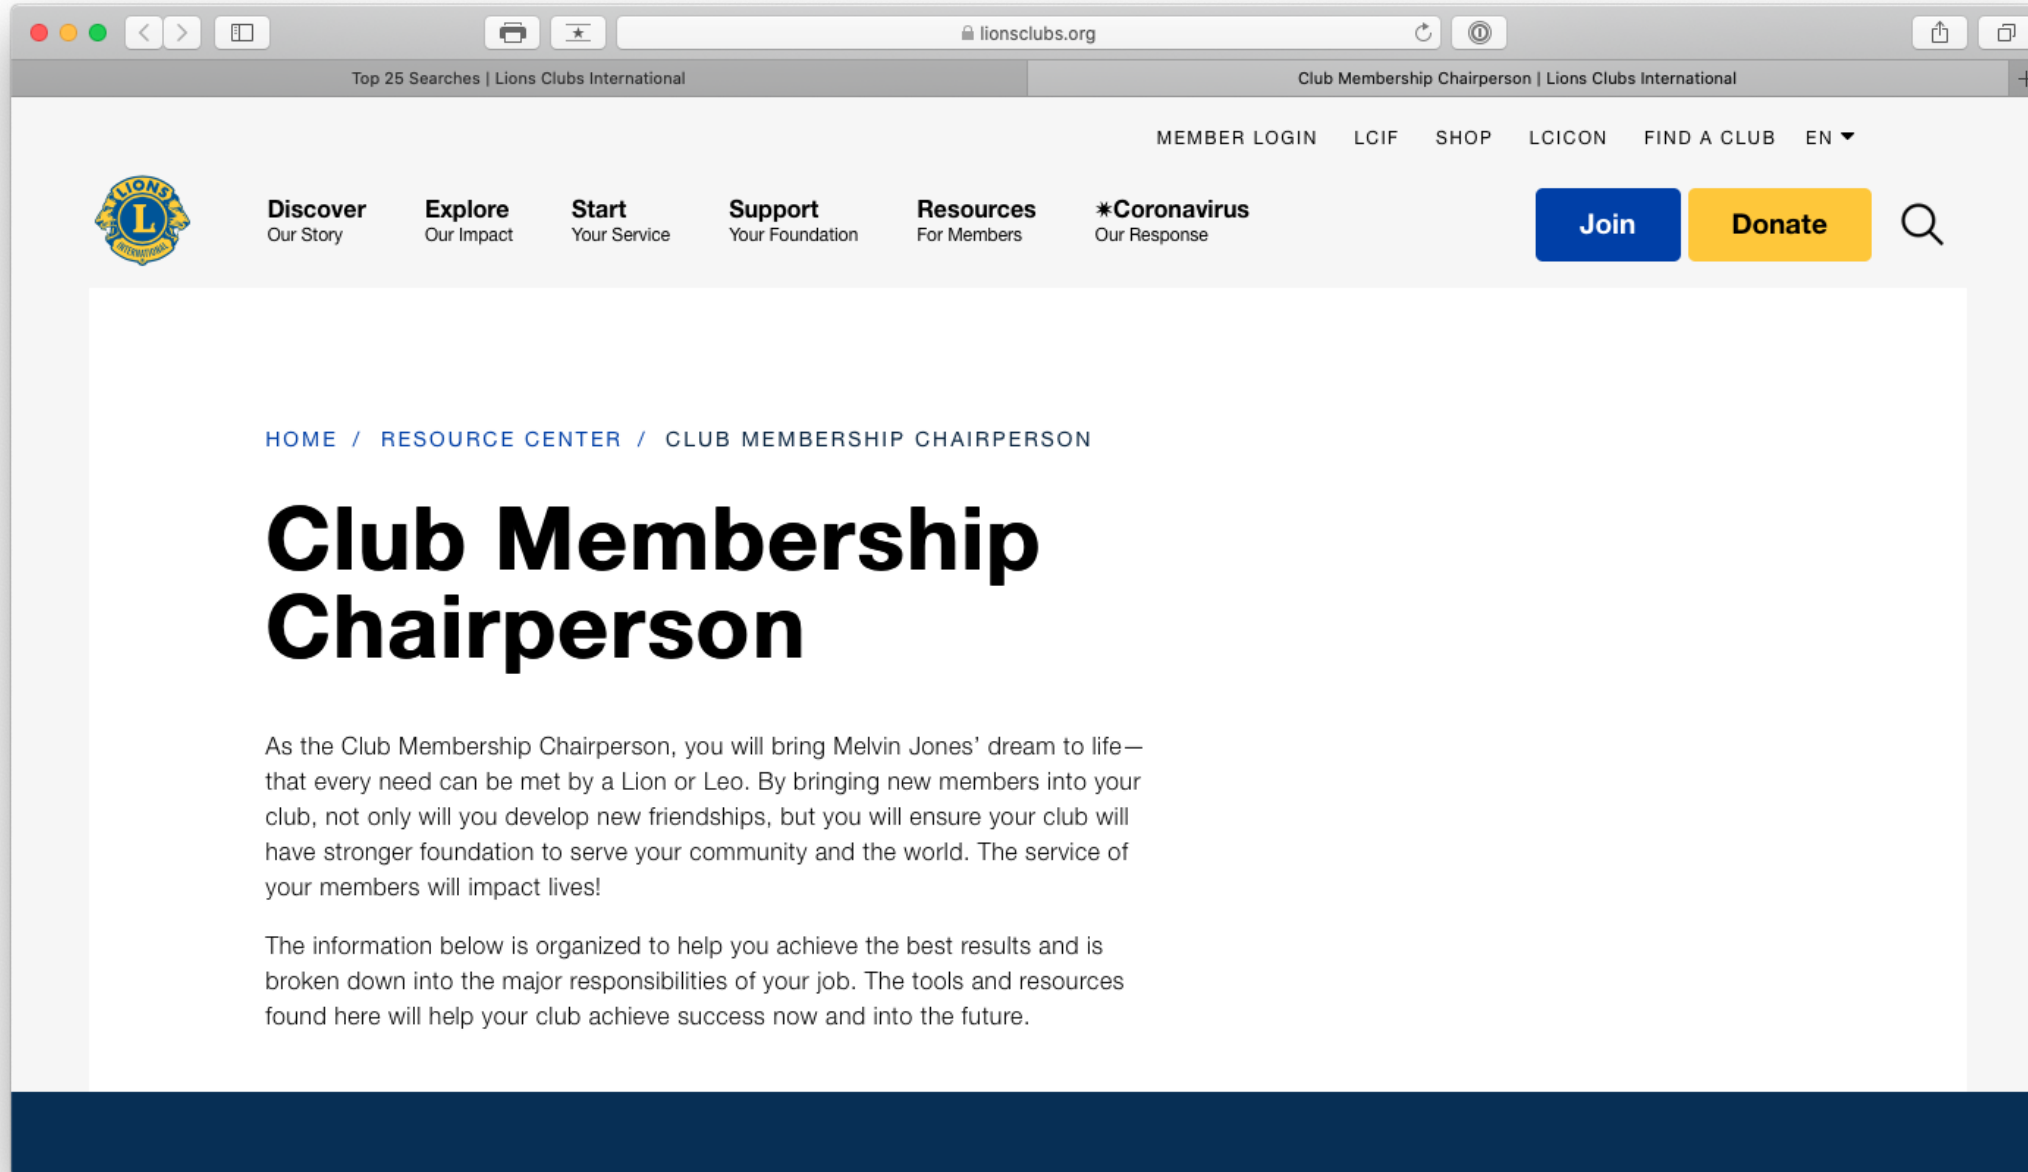 lionsclubs.org
Top 25 Searches | Lions Clubs International
Club Membership Chairperson | Lions Clubs International
MEMBER LOGIN LCIF SHOP LCICON FIND A CLUB EN
LIONS
L
INTERNATIONAL
Discover Explore Start Support Resources ✷Coronavirus
Our Story Our Impact Your Service Your Foundation For Members Our Response
Join Donate
HOME / RESOURCE CENTER / CLUB MEMBERSHIP CHAIRPERSON
Club Membership
Chairperson
As the Club Membership Chairperson, you will bring Melvin Jones’ dream to life—
that every need can be met by a Lion or Leo. By bringing new members into your
club, not only will you develop new friendships, but you will ensure your club will
have stronger foundation to serve your community and the world. The service of
your members will impact lives!
The information below is organized to help you achieve the best results and is
broken down into the major responsibilities of your job. The tools and resources
found here will help your club achieve success now and into the future.